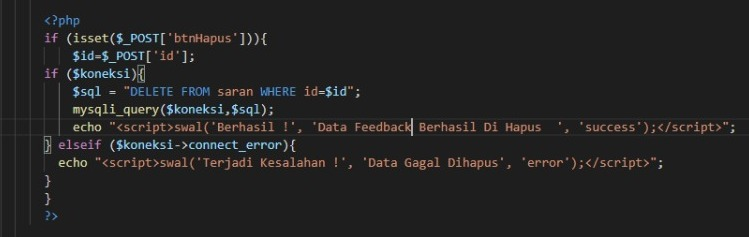 <?php
if (isset($_POST['btnHapus'])){
$id=$_POST['id'];
if ($koneksi){
$sql = "DELETE FROM saran WHERE id=$id";
mysqli_query($koneksi,$sql);
echo "<script>swal('Berhasil !', 'Data Feedback Berhasil Di Hapus  ', 'success');</script>";
} elseif ($koneksi->connect_error){
echo "<script>swal('Terjadi Kesalahan !', 'Data Gagal Dihapus', 'error');</script>";
}
}
?>